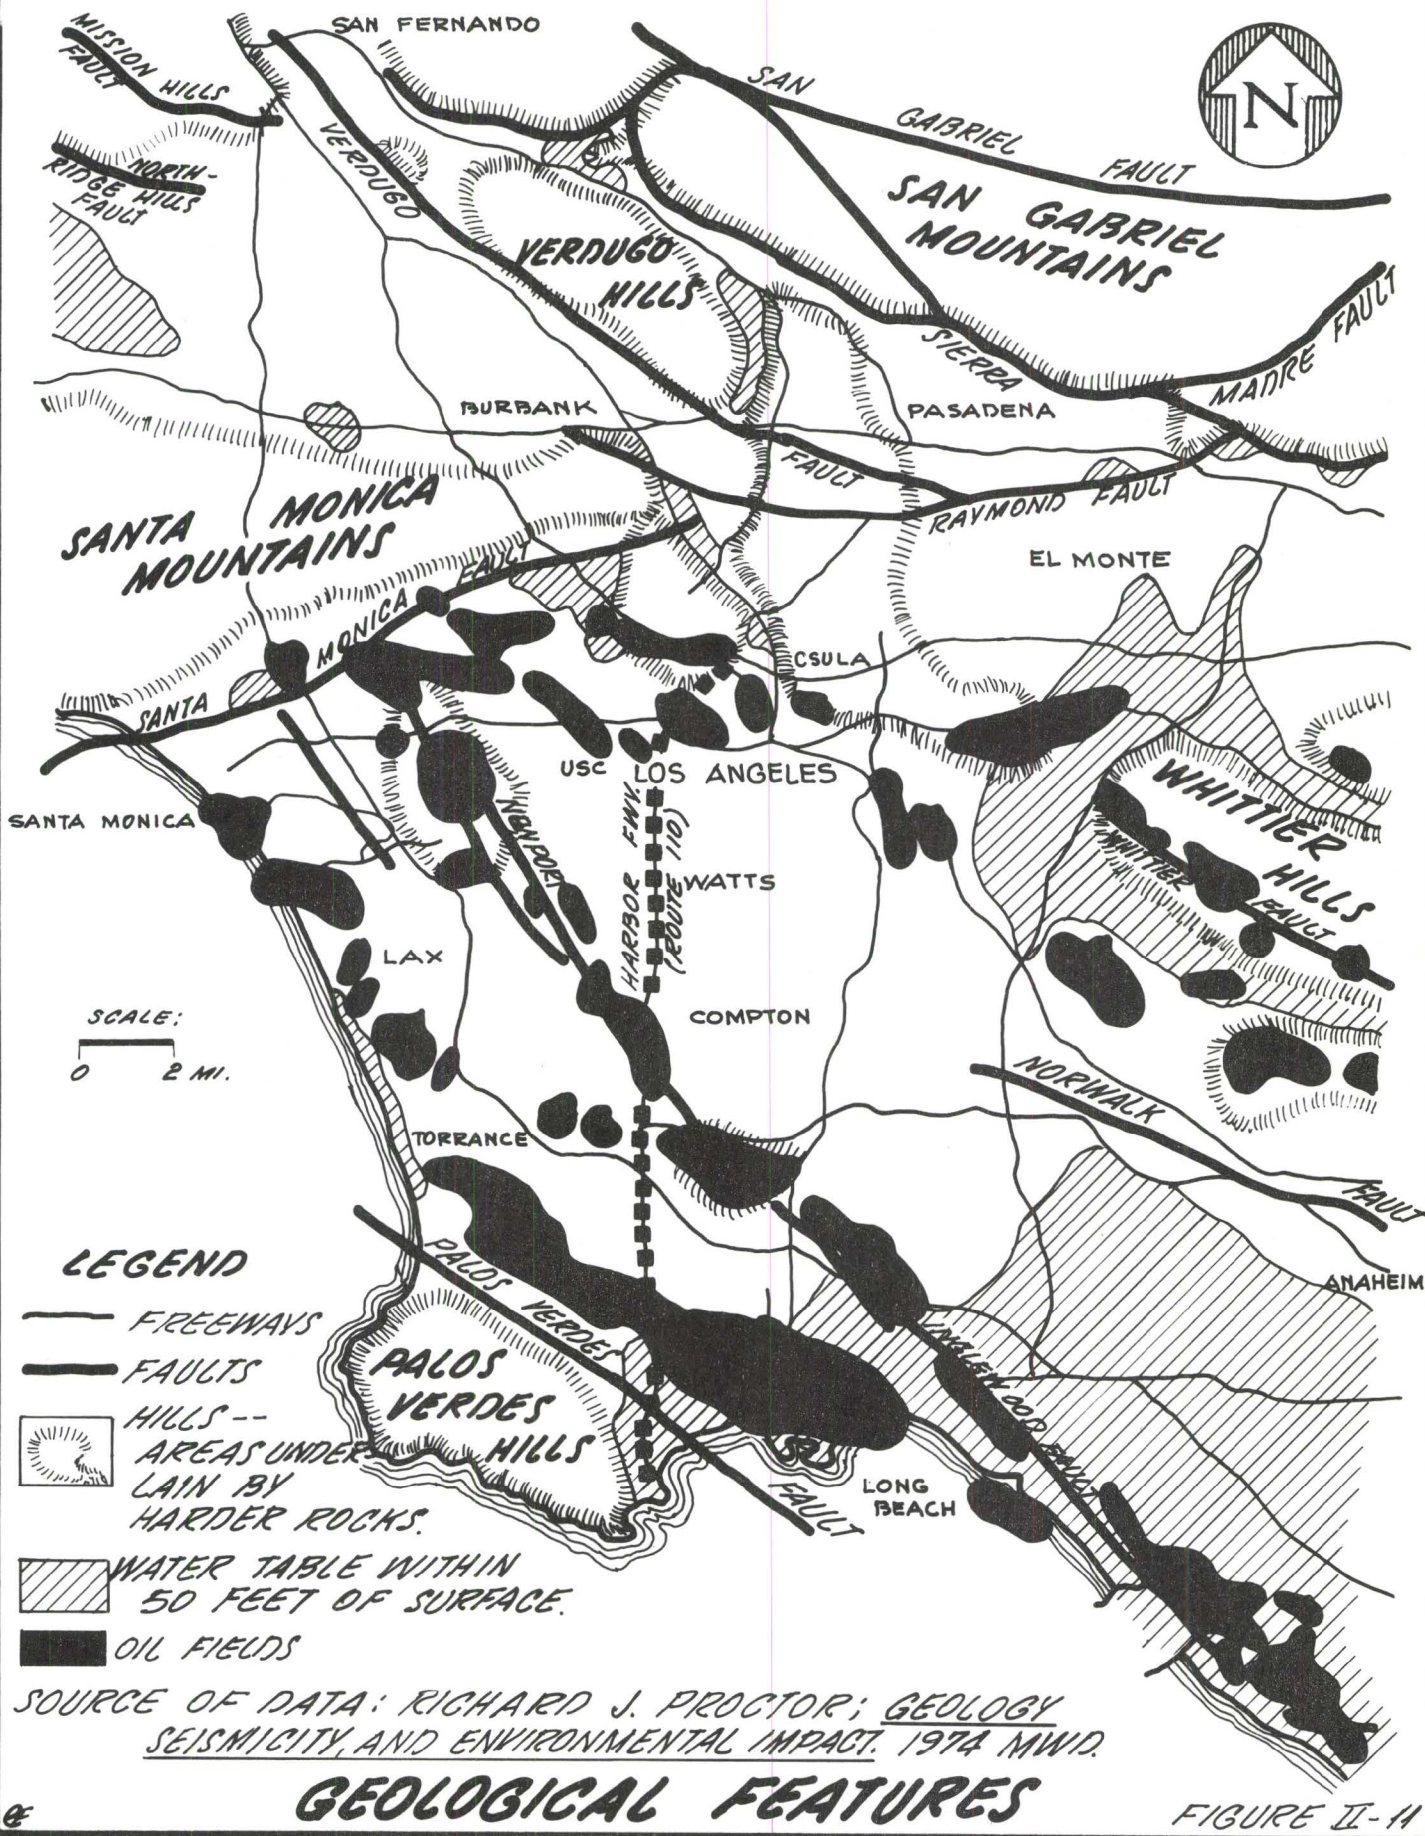 SAN FERNANDO
MISSION HILLS
FAULT
N
SAN GABRIEL FAULT
VERDUGO FAULT
NORTH-
RIDGE HILLS
FAULT
SAN GABRIEL
MOUNTAINS
VERDUGO
HILLS
SIERRA MADRE FAULT
BURBANK
PASADENA
RAYMOND FAULT
SANTA MONICA
MOUNTAINS
EL MONTE
SANTA MONICA FAULT
CSULA
USC
LOS ANGELES
WHITTIER
HILLS
SANTA MONICA
NEWPORT
HARBOR FWY.
(ROUTE 110)
WATTS
WHITTIER
FAULT
LAX
COMPTON
SCALE:
0 2 MI.
NORWALK
FAULT
TORRANCE
ANAHEIM
PALOS VERDES
FAULT
PALOS
VERDES
HILLS
INGLEWOOD FAULT
LONG
BEACH
LEGEND
FREEWAYS
FAULTS
HILLS--
AREAS UNDER-
LAIN BY
HARDER ROCKS.
WATER TABLE WITHIN
50 FEET OF SURFACE.
OIL FIELDS
SOURCE OF DATA: RICHARD J. PROCTOR; GEOLOGY
SEISMICITY, AND ENVIRONMENTAL IMPACT. 1974 MWD.
GEOLOGICAL FEATURES
FIGURE II-11